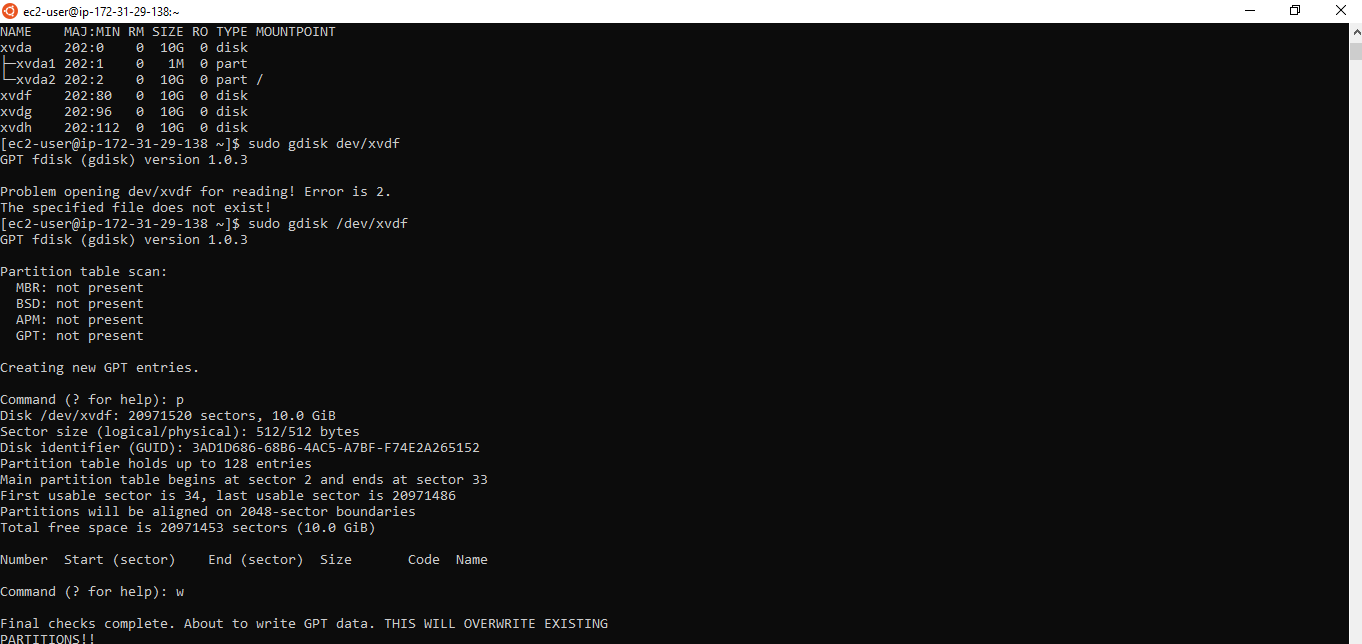 ec2-user@ip-172-31-29-138:~
NAME    MAJ:MIN RM SIZE RO TYPE MOUNTPOINT
xvda    202:0    0  10G  0 disk
├─xvda1 202:1    0   1M  0 part
└─xvda2 202:2    0  10G  0 part /
xvdf    202:80   0  10G  0 disk
xvdg    202:96   0  10G  0 disk
xvdh    202:112  0  10G  0 disk
[ec2-user@ip-172-31-29-138 ~]$ sudo gdisk dev/xvdf
GPT fdisk (gdisk) version 1.0.3
Problem opening dev/xvdf for reading! Error is 2.
The specified file does not exist!
[ec2-user@ip-172-31-29-138 ~]$ sudo gdisk /dev/xvdf
GPT fdisk (gdisk) version 1.0.3
Partition table scan:
  MBR: not present
  BSD: not present
  APM: not present
  GPT: not present
Creating new GPT entries.
Command (? for help): p
Disk /dev/xvdf: 20971520 sectors, 10.0 GiB
Sector size (logical/physical): 512/512 bytes
Disk identifier (GUID): 3AD1D686-68B6-4AC5-A7BF-F74E2A265152
Partition table holds up to 128 entries
Main partition table begins at sector 2 and ends at sector 33
First usable sector is 34, last usable sector is 20971486
Partitions will be aligned on 2048-sector boundaries
Total free space is 20971453 sectors (10.0 GiB)
Number  Start (sector)    End (sector)  Size       Code  Name
Command (? for help): w
Final checks complete. About to write GPT data. THIS WILL OVERWRITE EXISTING
PARTITIONS!!